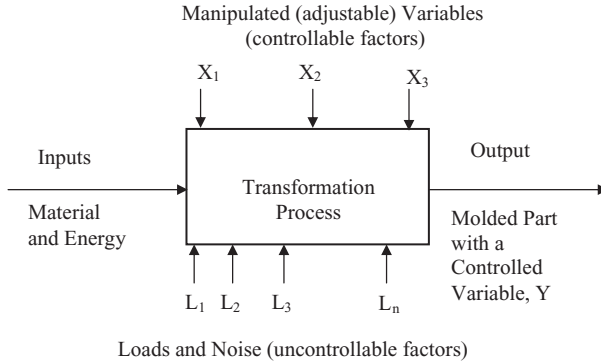 Manipulated (adjustable) Variables
(controllable factors)
X1 X2 X3
Inputs
Material
and Energy
Transformation
Process
Output
Molded Part
with a
Controlled
Variable, Y
L1 L2 L3 Ln
Loads and Noise (uncontrollable factors)